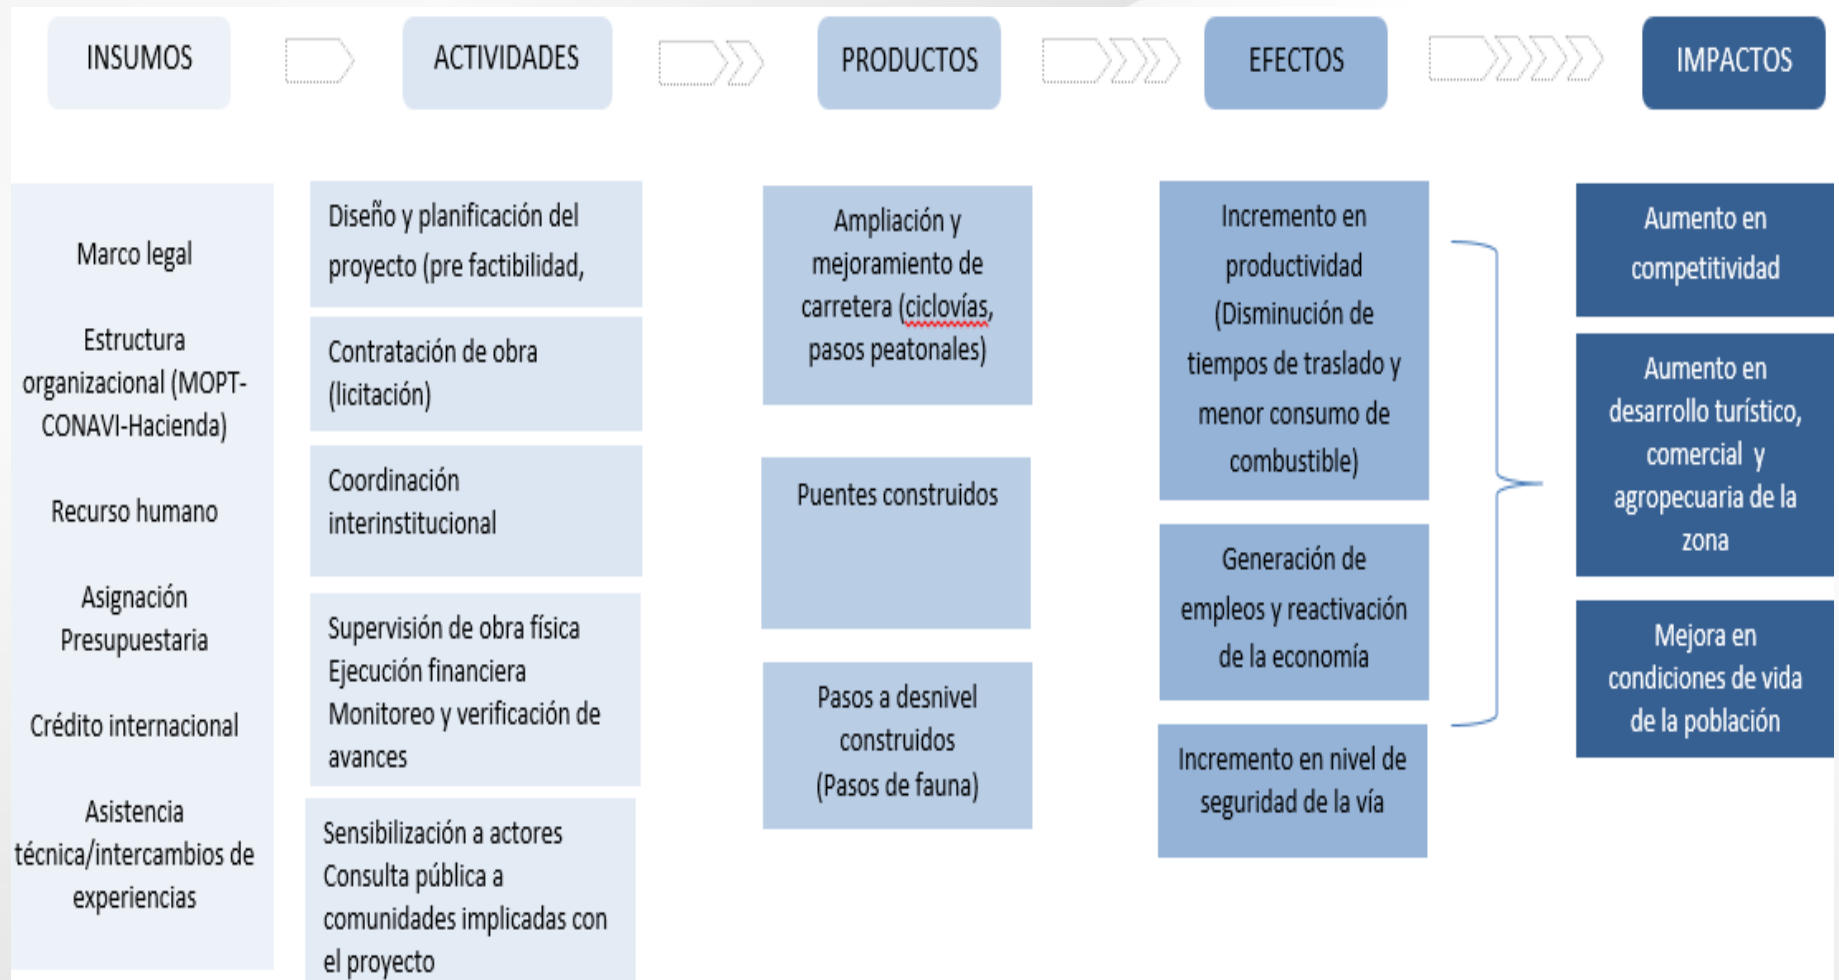 INSUMOS
ACTIVIDADES
PRODUCTOS
EFECTOS
IMPACTOS
Marco legal
Estructura
organizacional (MOPT-
CONAVI-Hacienda)
Recurso humano
Asignación
Presupuestaria
Crédito internacional
Asistencia
técnica/intercambios de
experiencias
Diseño y planificación del
proyecto (pre factibilidad,
Contratación de obra
(licitación)
Coordinación
interinstitucional
Supervisión de obra física
Ejecución financiera
Monitoreo y verificación de
avances
Sensibilización a actores
Consulta pública a
comunidades implicadas con
el proyecto
Ampliación y
mejoramiento de
carretera (ciclovías,
pasos peatonales)
Puentes construidos
Pasos a desnivel
construidos
(Pasos de fauna)
Incremento en
productividad
(Disminución de
tiempos de traslado y
menor consumo de
combustible)
Generación de
empleos y reactivación
de la economía
Incremento en nivel de
seguridad de la vía
Aumento en
competitividad
Aumento en
desarrollo turístico,
comercial y
agropecuaria de la
zona
Mejora en
condiciones de vida
de la población